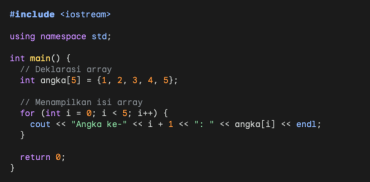 #include <iostream>
using namespace std;
int main() {
// Deklarasi array
int angka[5] = {1, 2, 3, 4, 5};
// Menampilkan isi array
for (int i = 0; i < 5; i++) {
cout << "Angka ke-" << i + 1 << ": " << angka[i] << endl;
}
return 0;
}